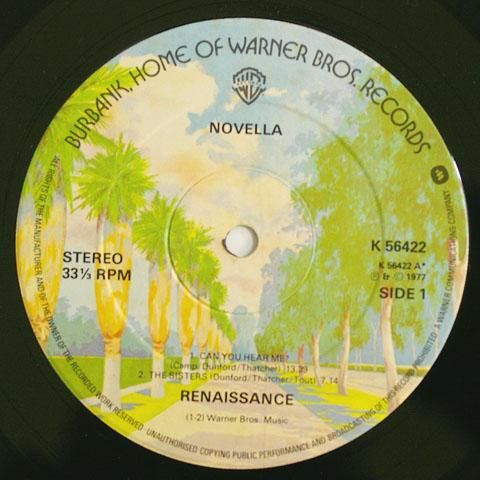 BURBANK, HOME OF WARNER BROS. RECORDS
WB
NOVELLA
STEREO
33⅓ RPM
K 56422
K 56422 A*
Ⓟ & © 1977
SIDE 1
1. CAN YOU HEAR ME?
(Camp/Dunford/Thatcher) 13.39
2. THE SISTERS (Dunford/Thatcher/Tout) 7.14
RENAISSANCE
(1-2) Warner Bros. Music
ALL RIGHTS OF THE MANUFACTURER AND OF THE OWNER OF THE RECORDED WORK RESERVED. UNAUTHORISED COPYING PUBLIC PERFORMANCE AND BROADCASTING OF THIS RECORD PROHIBITED. A WARNER COMMUNICATIONS COMPANY